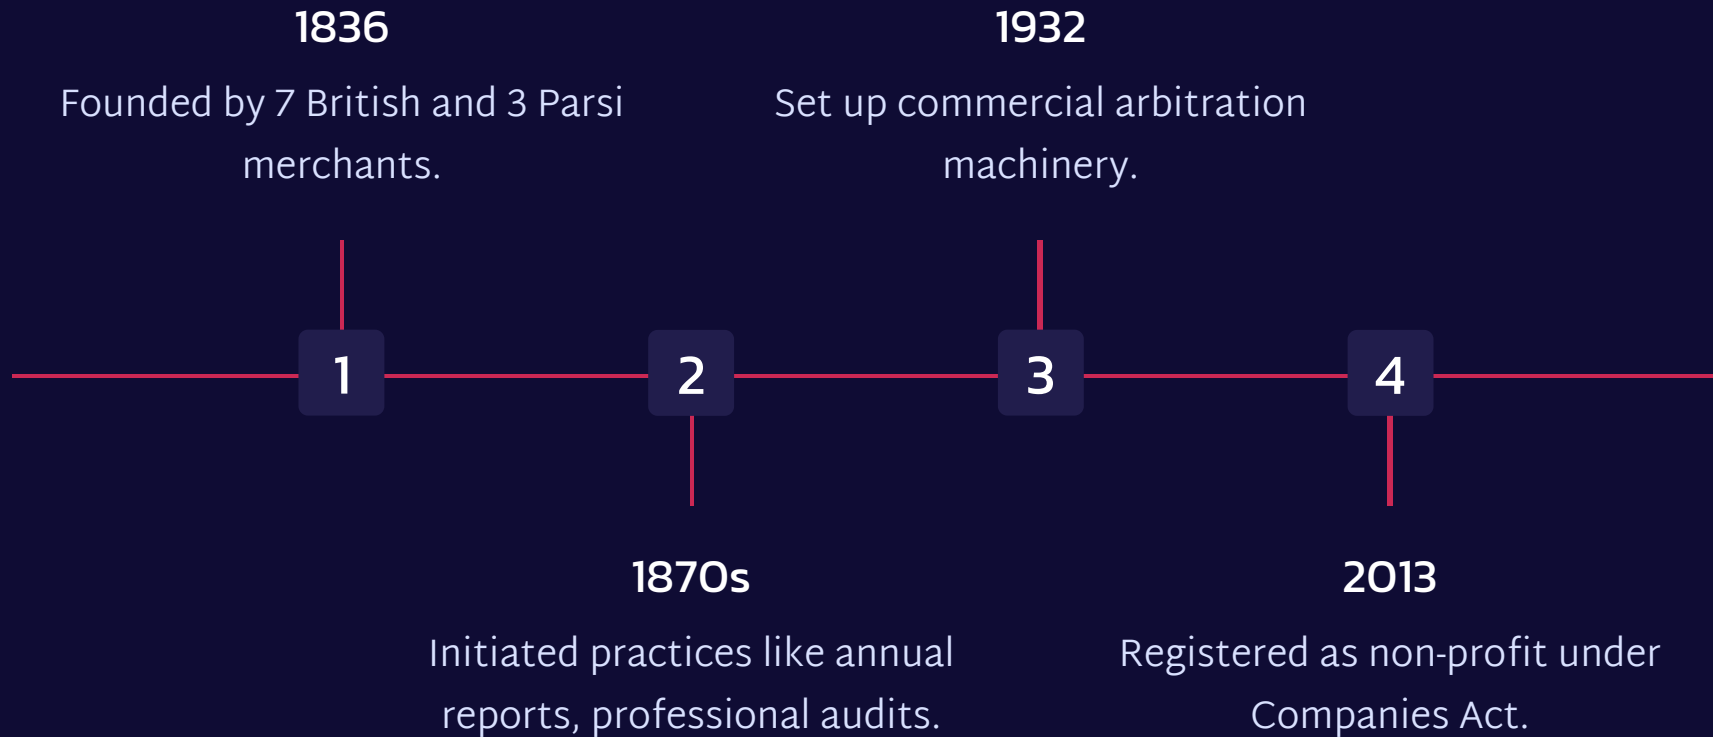 1836
Founded by 7 British and 3 Parsi
merchants.
1
2
1870s
Initiated practices like annual
reports, professional audits.
1932
Set up commercial arbitration
machinery.
3
4
2013
Registered as non-profit under
Companies Act.